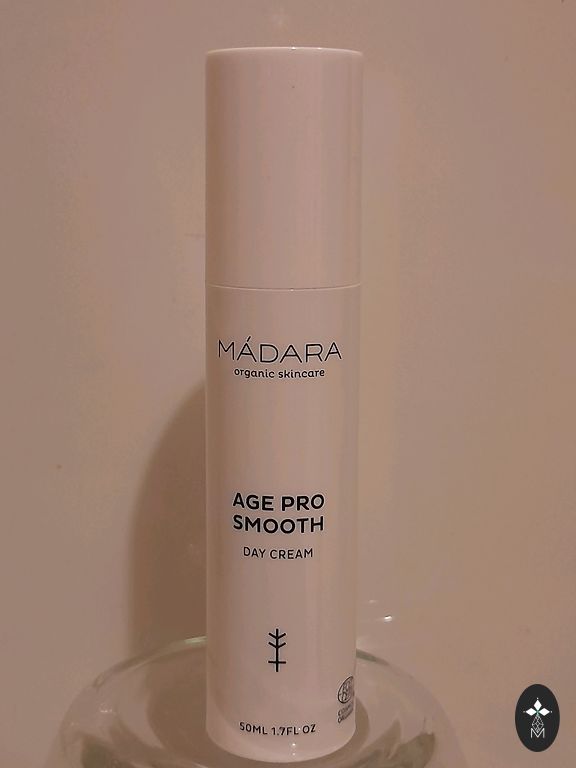 MÁDARA
organic skincare
AGE PRO
SMOOTH
DAY CREAM
50ML 1.7FL OZ